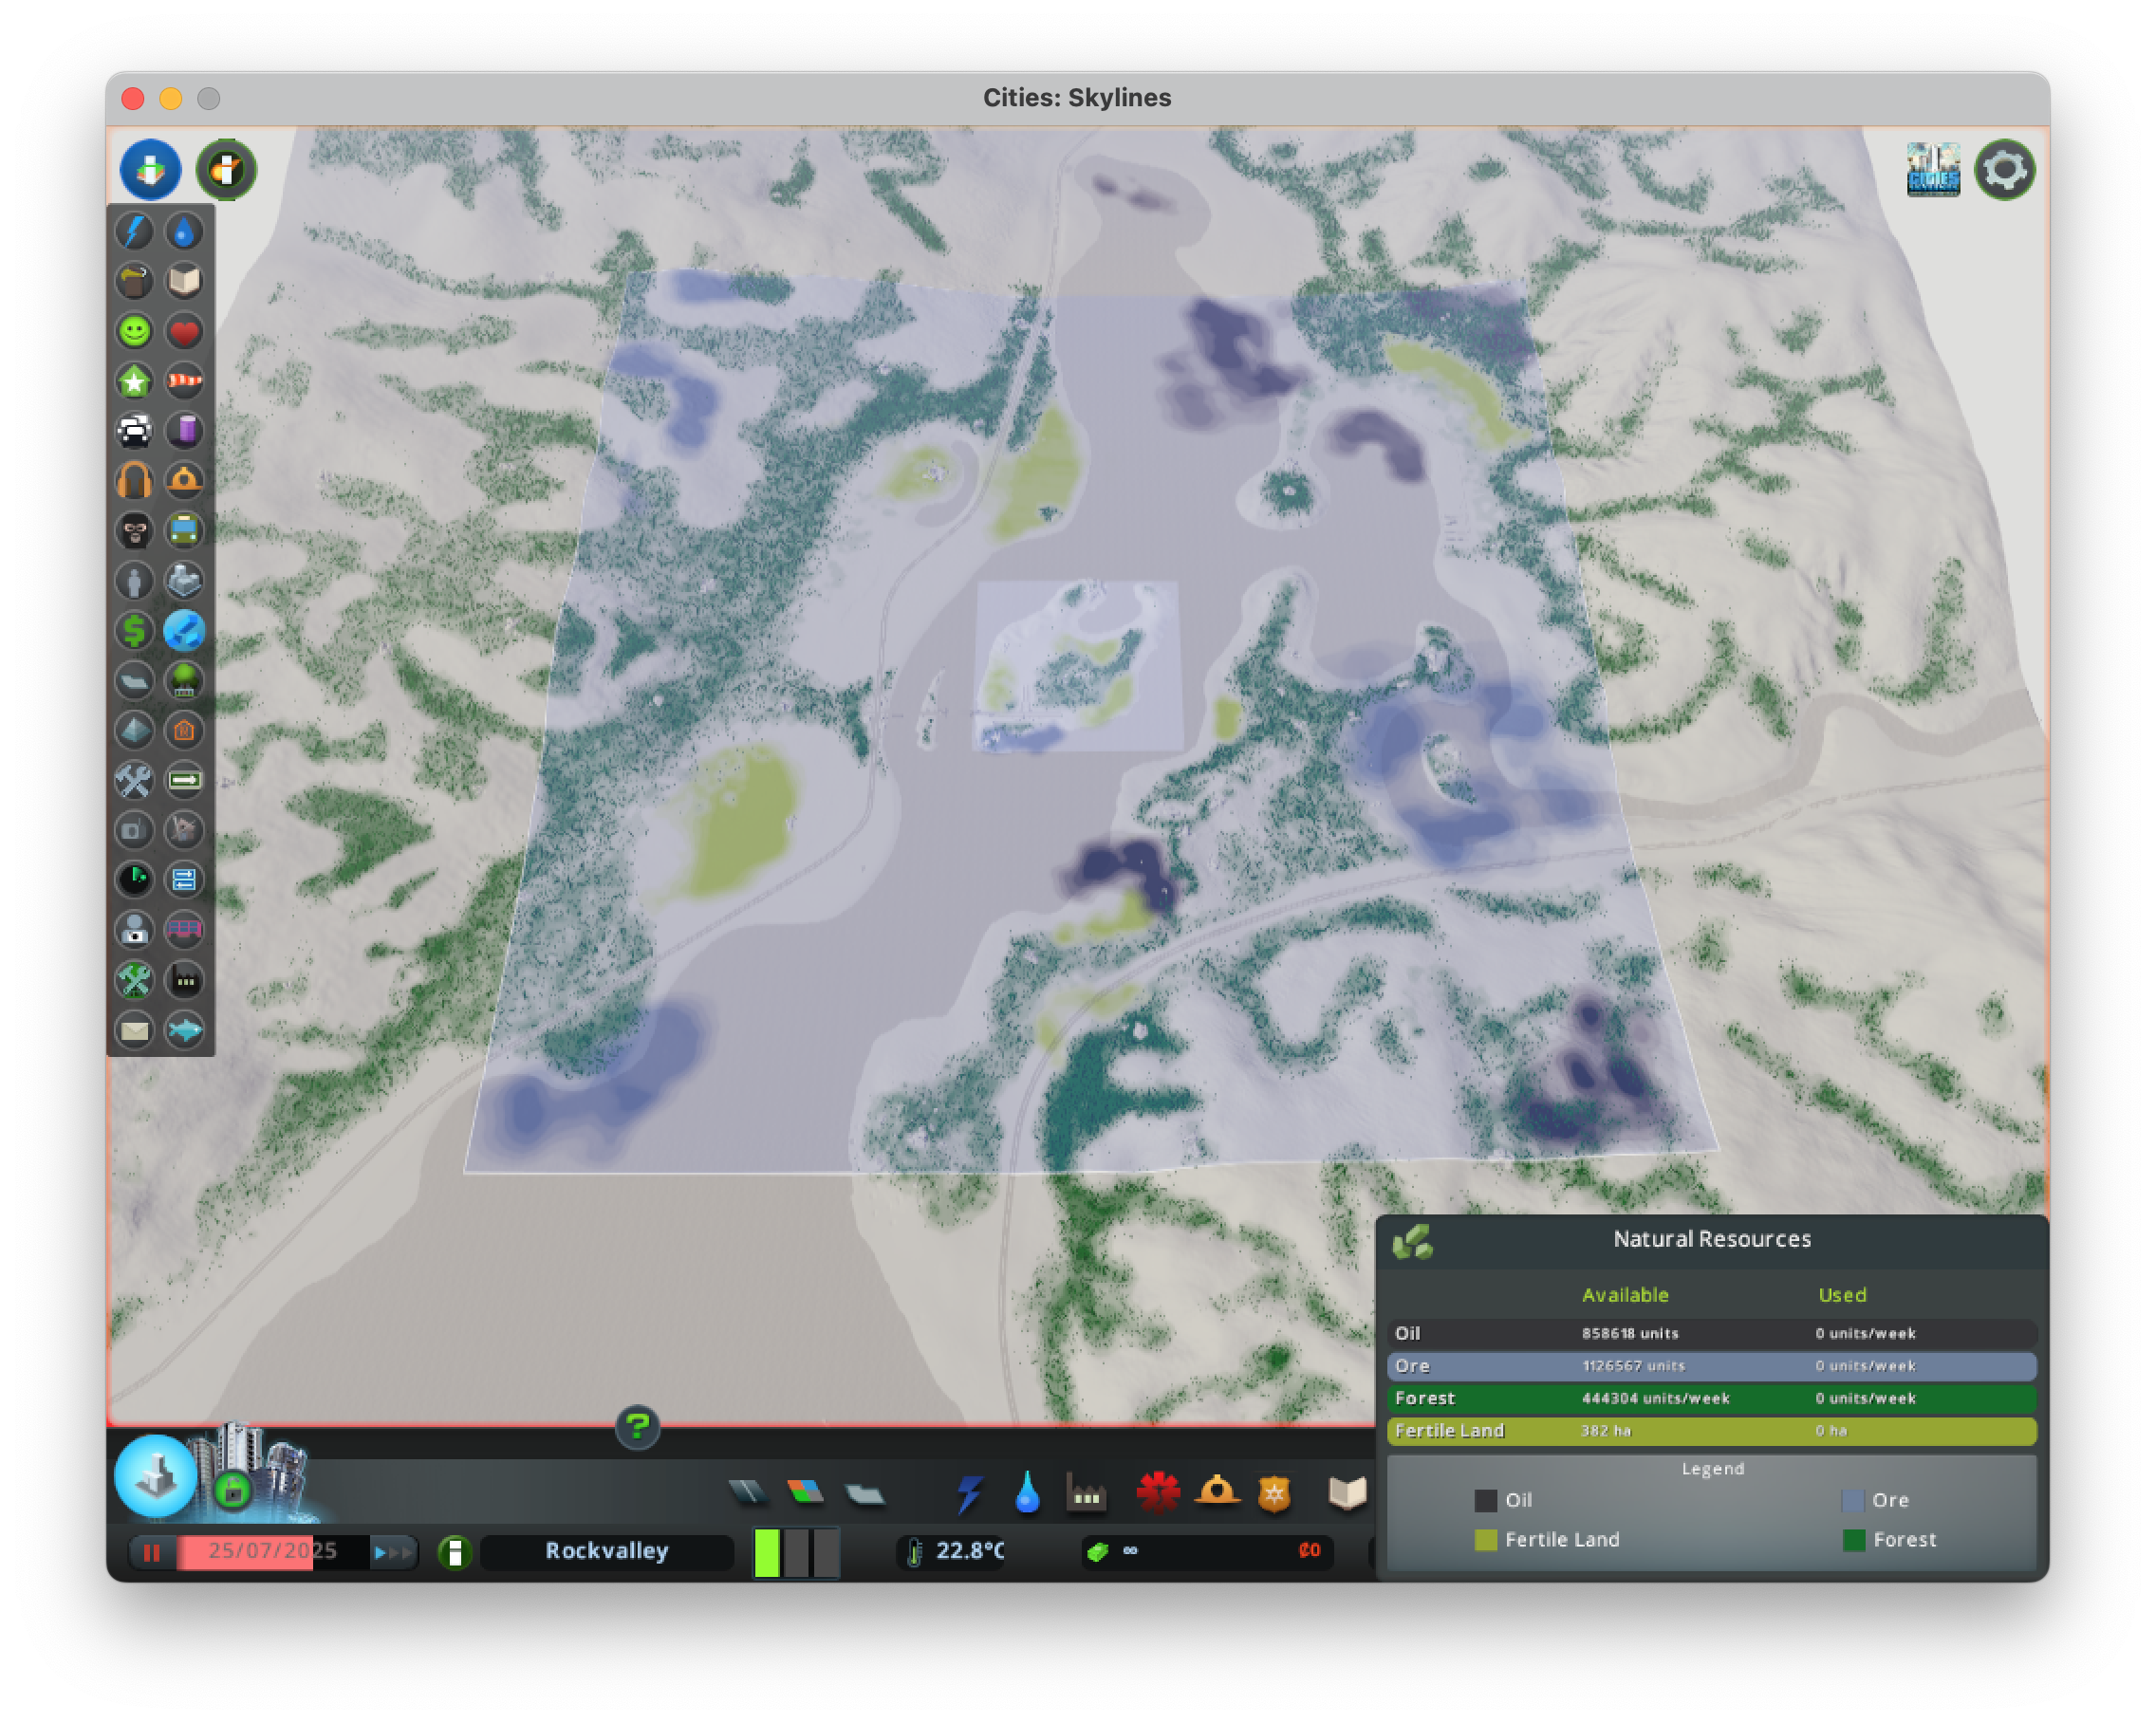 Cities: Skylines
CITIES
Natural Resources
Available Used
Oil 858618 units 0 units/week
Ore 1126567 units 0 units/week
Forest 444304 units/week 0 units/week
Fertile Land 382 ha 0 ha
Legend
Oil Ore
Fertile Land Forest
?
25/07/2025 Rockvalley 22.8°C ∞ ₡0